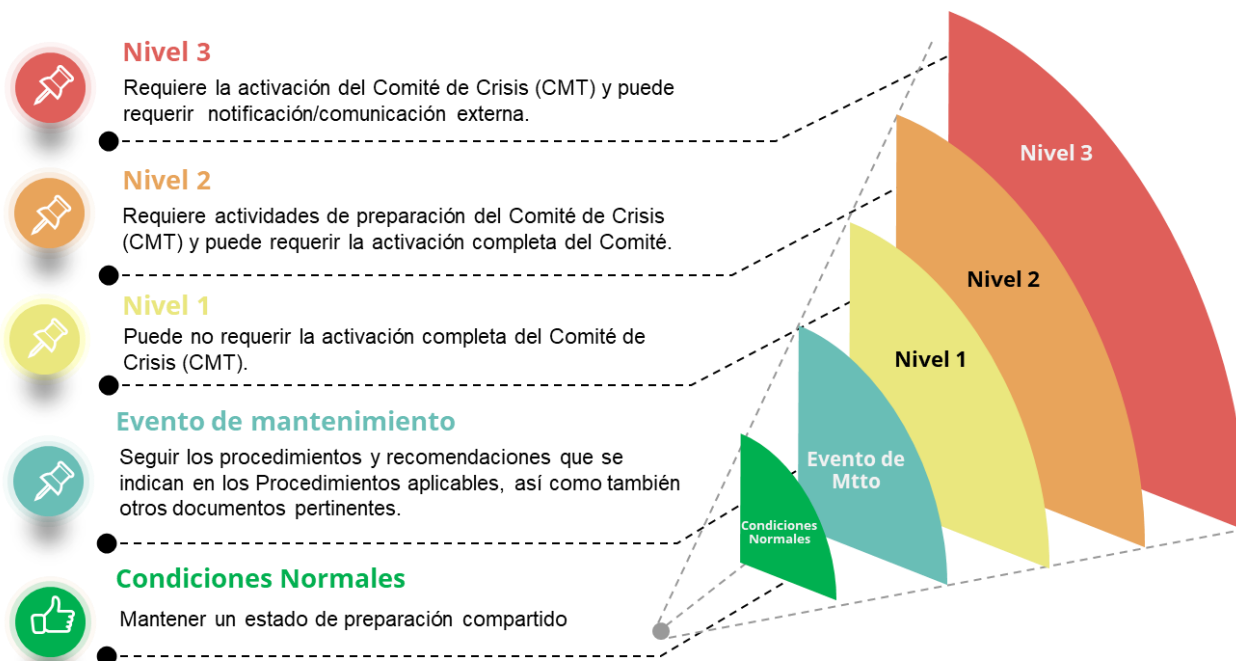 Nivel 3
Requiere la activación del Comité de Crisis (CMT) y puede
requerir notificación/comunicación externa.
Nivel 2
Requiere actividades de preparación del Comité de Crisis
(CMT) y puede requerir la activación completa del Comité.
Nivel 1
Puede no requerir la activación completa del Comité de
Crisis (CMT).
Evento de mantenimiento
Seguir los procedimientos y recomendaciones que se
indican en los Procedimientos aplicables, así como también
otros documentos pertinentes.
Condiciones Normales
Mantener un estado de preparación compartido
Nivel 3
Nivel 2
Nivel 1
Evento de
Mtto
Condiciones
Normales